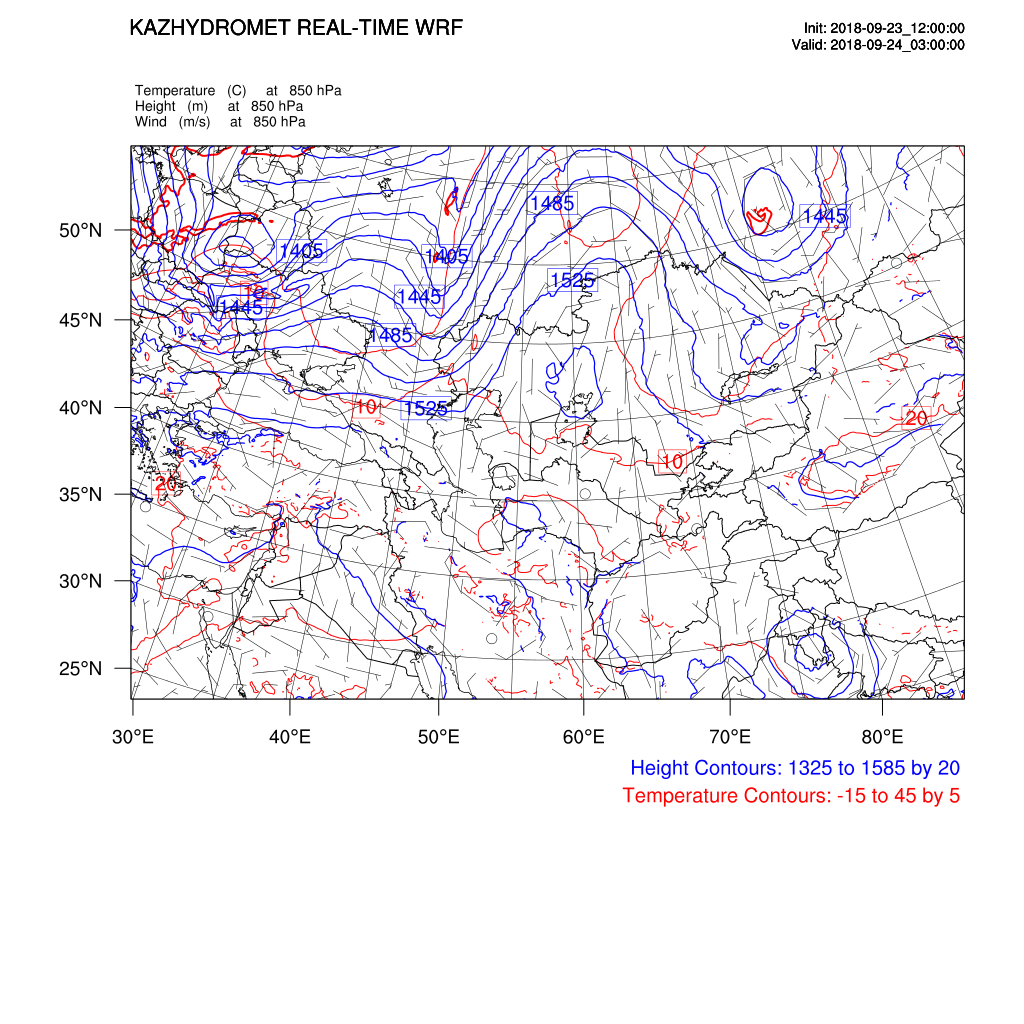 KAZHYDROMET REAL-TIME WRF
Init: 2018-09-23_12:00:00
Valid: 2018-09-24_03:00:00
Temperature (C) at 850 hPa
Height (m) at 850 hPa
Wind (m/s) at 850 hPa
1485
1445
50°N
1405
1405
1525
10
1445
1445
45°N
1485
40°N
10
1525
20
10
35°N
20
30°N
25°N
30°E 40°E 50°E 60°E 70°E 80°E
Height Contours: 1325 to 1585 by 20
Temperature Contours: -15 to 45 by 5